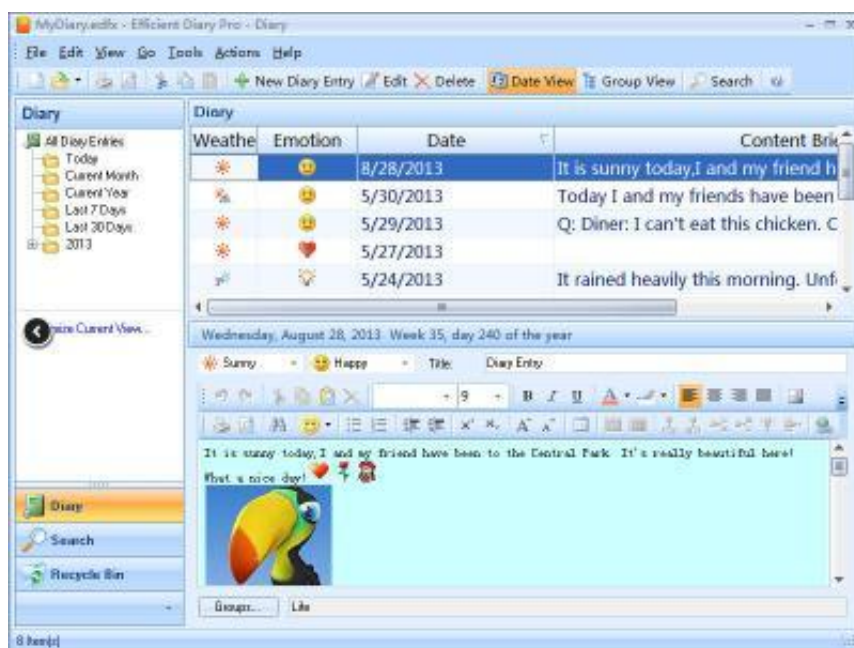 MyDiary.edfx - Efficient Diary Pro - Diary
File Edit View Go Tools Actions Help
New Diary Entry Edit Delete Date View Group View Search
Diary
All Diary Entries
Today
Current Month
Current Year
Last 7 Days
Last 30 Days
2013
Current View...
Diary
Weathe Emotion Date Content Brie
8/28/2013 It is sunny today,I and my friend h
5/30/2013 Today I and my friends have been
5/29/2013 Q: Diner: I can't eat this chicken. C
5/27/2013
5/24/2013 It rained heavily this morning. Unf
Wednesday, August 28, 2013 Week 35, day 240 of the year
Sunny Happy Title: Diary Entry
9 B I U A
It is sunny today,I and my friend have been to the Central Park. It's really beautiful here!
What a nice day!
Diary
Search
Recycle Bin
Groups... Life
8 Item(s)